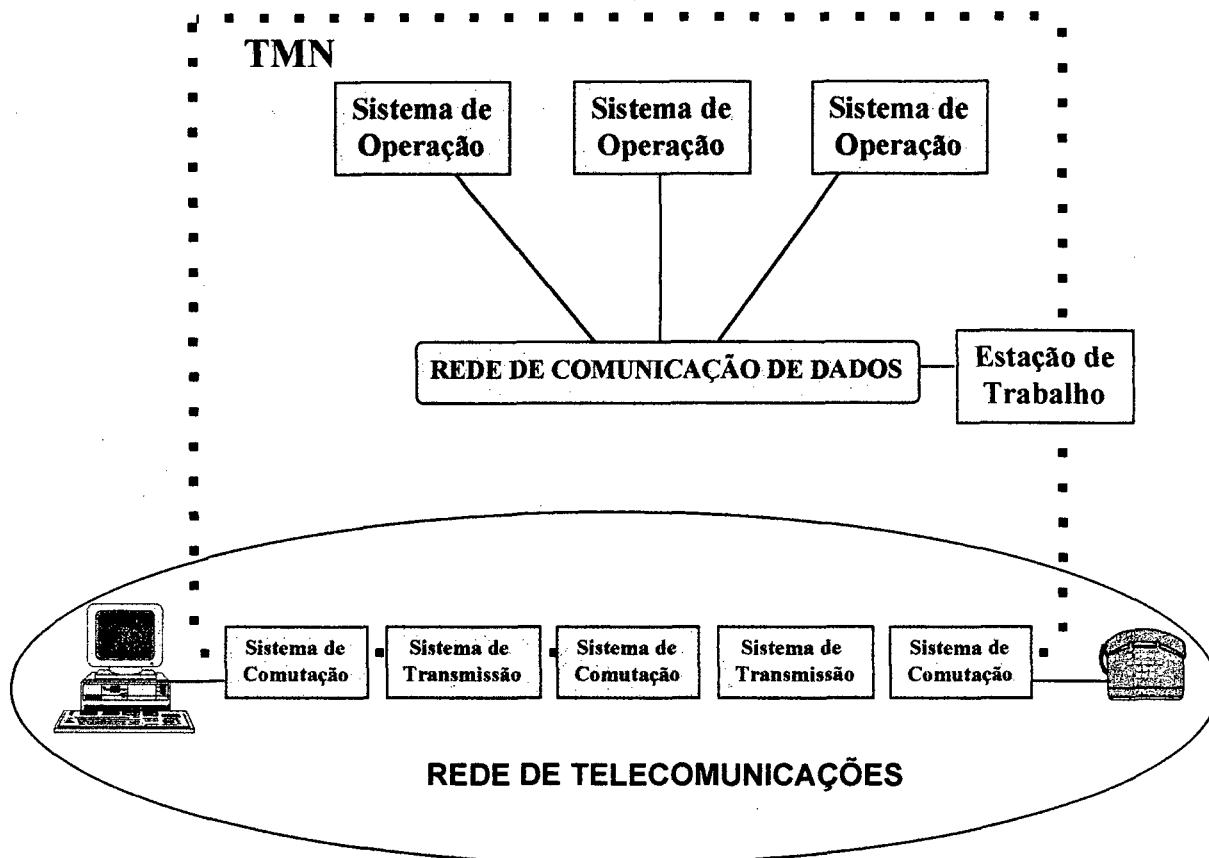 TMN
Sistema de
Operação
Sistema de
Operação
Sistema de
Operação
REDE DE COMUNICAÇÃO DE DADOS
Estação de
Trabalho
Sistema de
Comutação
Sistema de
Transmissão
Sistema de
Comutação
Sistema de
Transmissão
Sistema de
Comutação
REDE DE TELECOMUNICAÇÕES